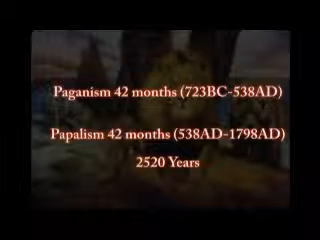 Paganism 42 months (723BC-538AD)
Papalism 42 months (538AD-1798AD)
2520 Years